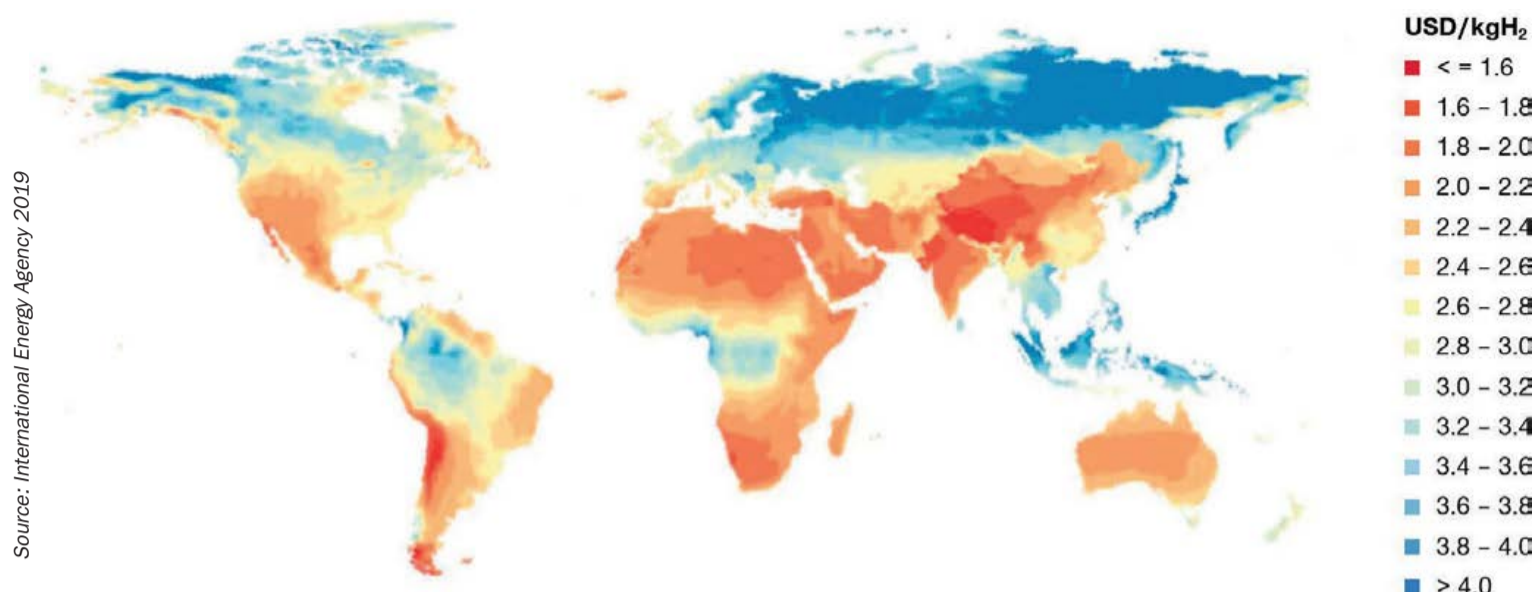 Source: International Energy Agency 2019
USD/kgH₂
< = 1.6
1.6 – 1.8
1.8 – 2.0
2.0 – 2.2
2.2 – 2.4
2.4 – 2.6
2.6 – 2.8
2.8 – 3.0
3.0 – 3.2
3.2 – 3.4
3.4 – 3.6
3.6 – 3.8
3.8 – 4.0
> 4.0